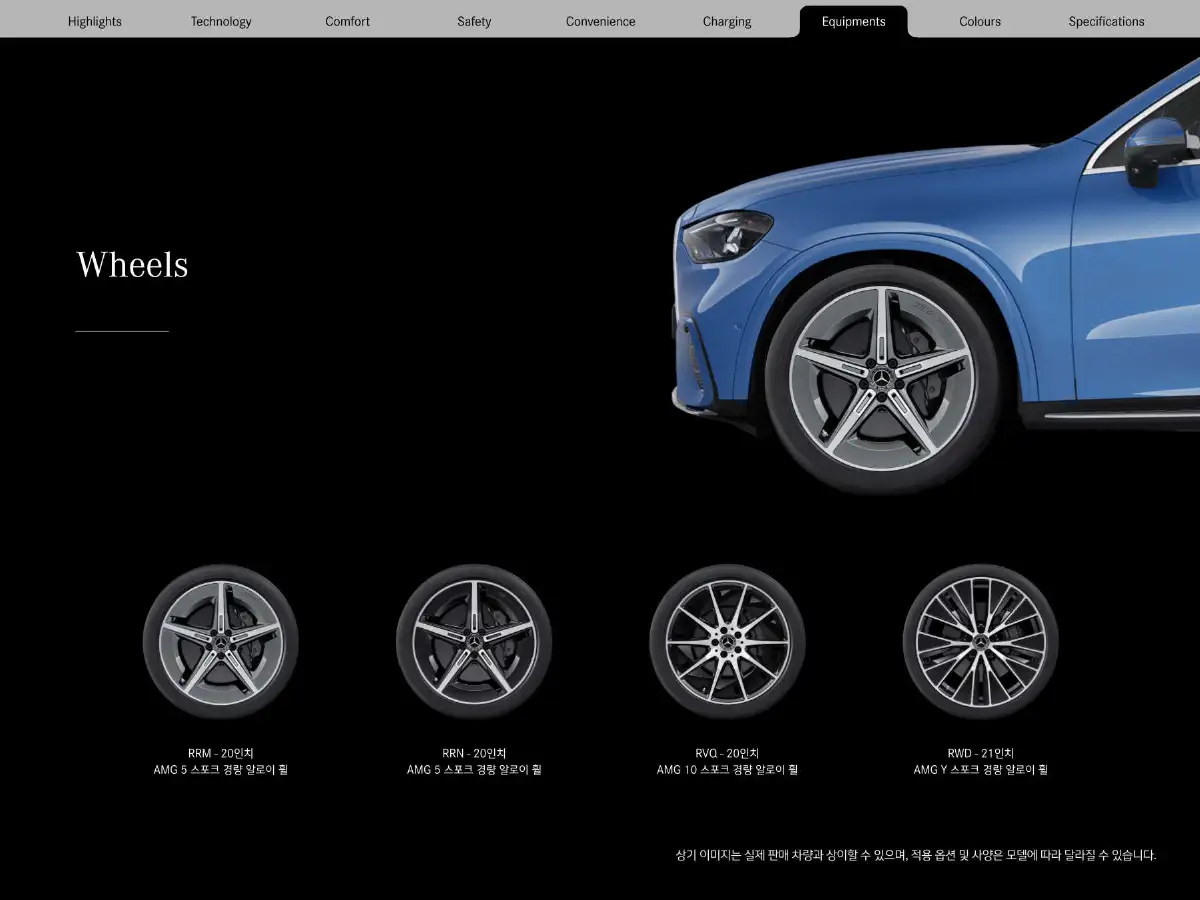 Highlights
Technology
Comfort
Safety
Convenience
Charging
Equipments
Colours
Specifications
Wheels
RRM - 20인치
AMG 5 스포크 경량 알로이 휠
RRN - 20인치
AMG 5 스포크 경량 알로이 휠
RVQ - 20인치
AMG 10 스포크 경량 알로이 휠
RWD - 21인치
AMG Y 스포크 경량 알로이 휠
상기 이미지는 실제 판매 차량과 상이할 수 있으며, 적용 옵션 및 사양은 모델에 따라 달라질 수 있습니다.